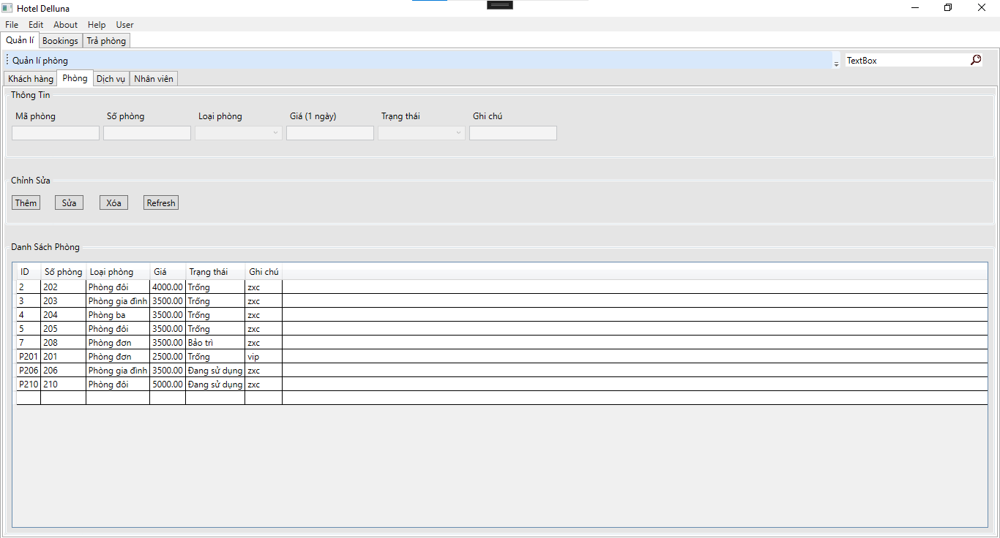 Hotel Delluna
File Edit About Help User
Quản lí Bookings Trả phòng
Quản lí phòng TextBox
Khách hàng Phòng Dịch vụ Nhân viên
Thông Tin
Mã phòng Số phòng Loại phòng Giá (1 ngày) Trạng thái Ghi chú
Chỉnh Sửa
Thêm Sửa Xóa Refresh
Danh Sách Phòng
ID Số phòng Loại phòng Giá Trạng thái Ghi chú
2 202 Phòng đôi 4000.00 Trống zxc
3 203 Phòng gia đình 3500.00 Trống zxc
4 204 Phòng ba 3500.00 Trống zxc
5 205 Phòng đôi 3500.00 Trống zxc
7 208 Phòng đơn 3500.00 Bảo trì zxc
P201 201 Phòng đơn 2500.00 Trống vip
P206 206 Phòng gia đình 3500.00 Đang sử dụng zxc
P210 210 Phòng đôi 5000.00 Đang sử dụng zxc